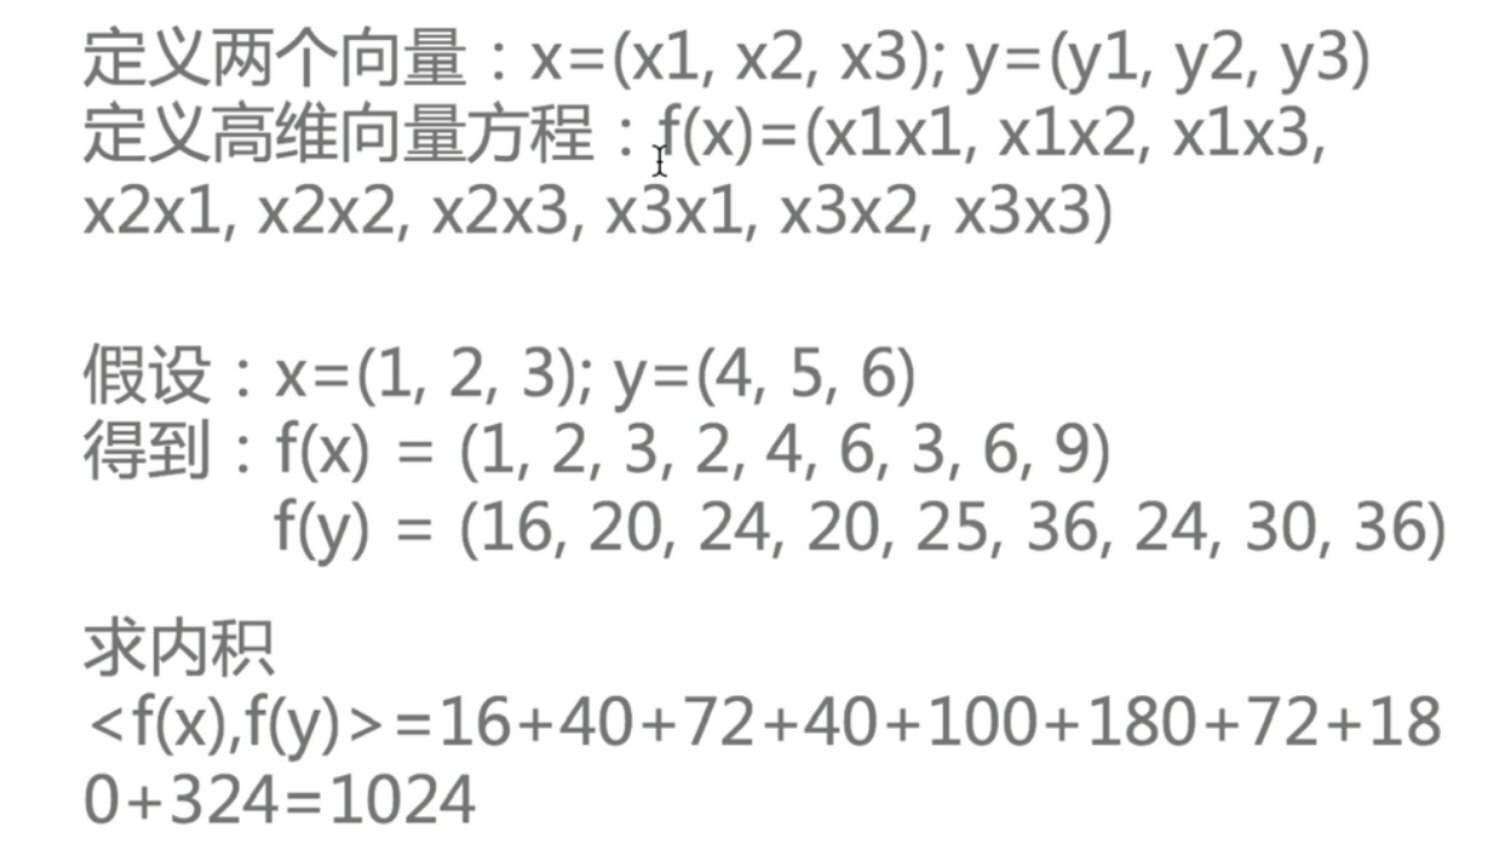 定义两个向量：x=(x1, x2, x3); y=(y1, y2, y3)
定义高维向量方程：f(x)=(x1x1, x1x2, x1x3,
x2x1, x2x2, x2x3, x3x1, x3x2, x3x3)
假设：x=(1, 2, 3); y=(4, 5, 6)
得到：f(x) = (1, 2, 3, 2, 4, 6, 3, 6, 9)
f(y) = (16, 20, 24, 20, 25, 36, 24, 30, 36)
求内积
<f(x),f(y)>=16+40+72+40+100+180+72+18
0+324=1024